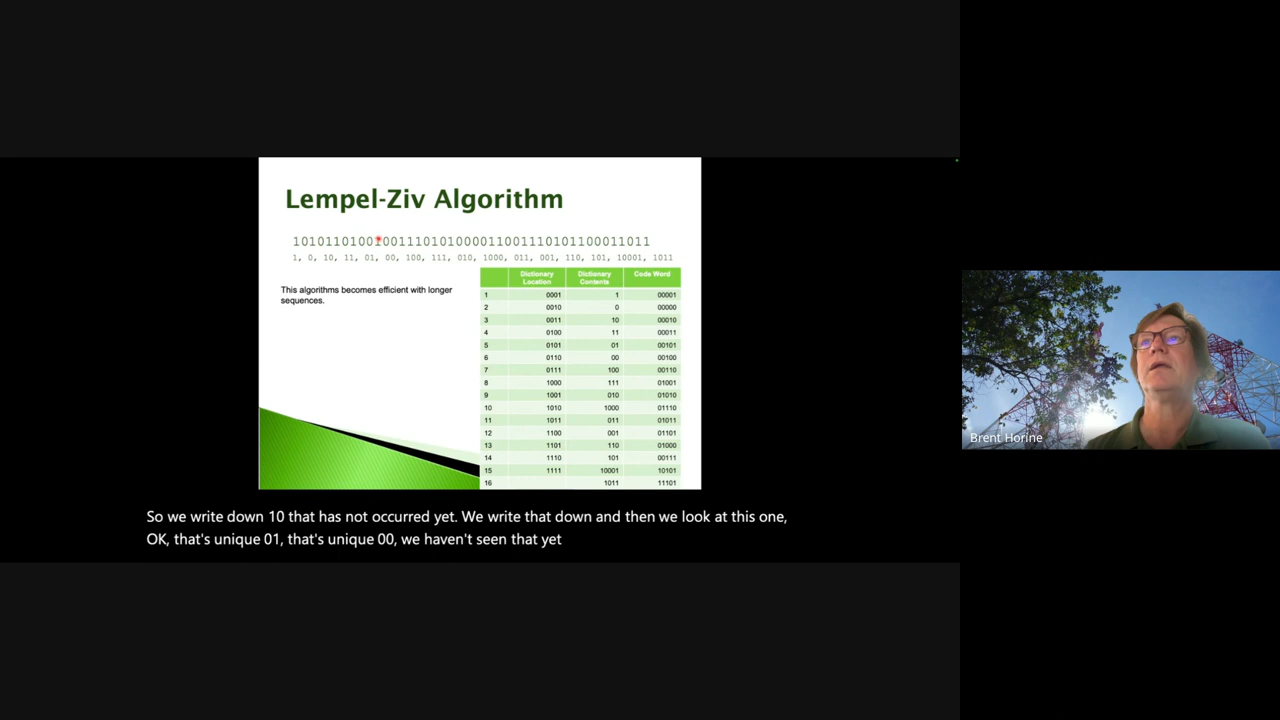 Lempel-Ziv Algorithm
10101101001001110101000011001110101100011011
1, 0, 10, 11, 01, 00, 100, 111, 010, 1000, 011, 001, 110, 101, 10001, 1011
This algorithms becomes efficient with longer
sequences.
Dictionary Location Dictionary Contents Code Word
1 0001 1 00001
2 0010 0 00000
3 0011 10 00010
4 0100 11 00011
5 0101 01 00101
6 0110 00 00100
7 0111 100 00110
8 1000 111 01001
9 1001 010 01010
10 1010 1000 01110
11 1011 011 01011
12 1100 001 01101
13 1101 110 01000
14 1110 101 00111
15 1111 10001 10101
16 1011 11101
Brent Horine
So we write down 10 that has not occurred yet. We write that down and then we look at this one,
OK, that's unique 01, that's unique 00, we haven't seen that yet